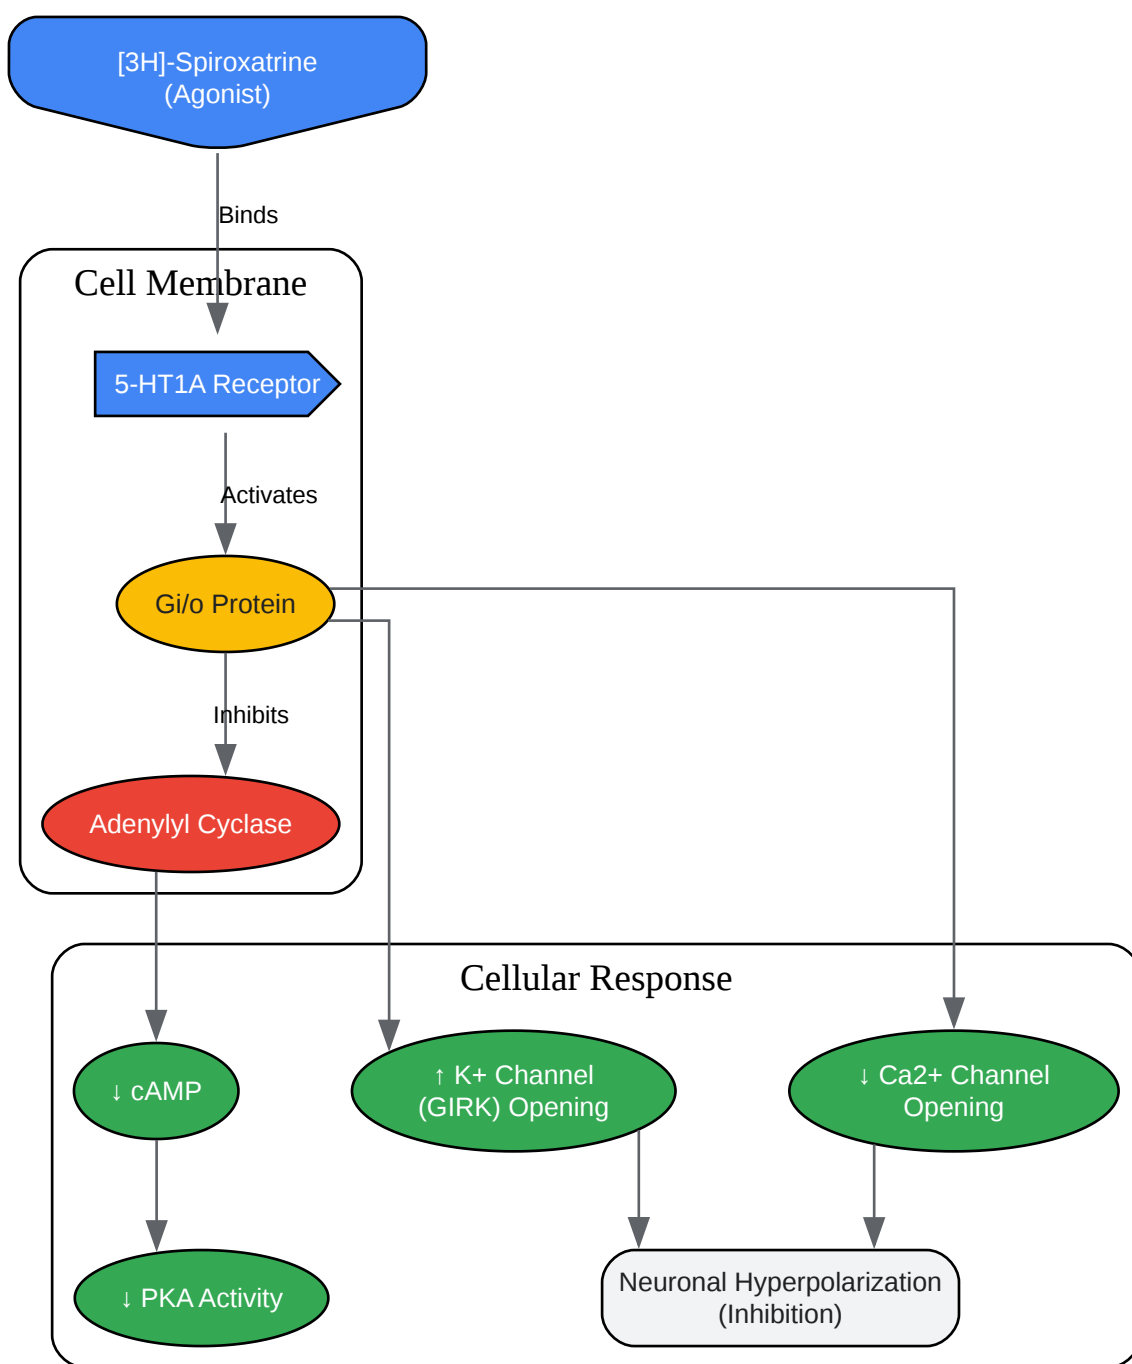 [3H]-Spiroxatrine
(Agonist)
Binds
Cell Membrane
5-HT1A Receptor
Activates
Gi/o Protein
Inhibits
Adenylyl Cyclase
Cellular Response
↓ cAMP
↑ K+ Channel
(GIRK) Opening
↓ Ca2+ Channel
Opening
↓ PKA Activity
Neuronal Hyperpolarization
(Inhibition)